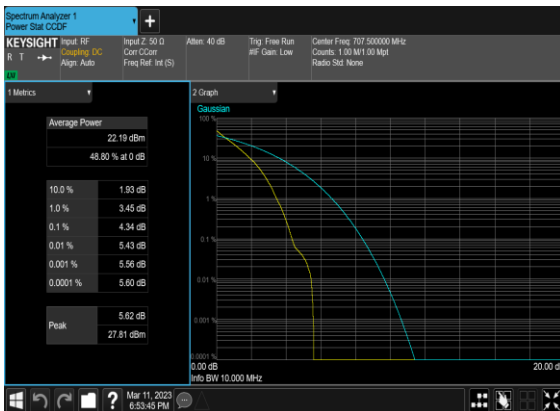 Spectrum Analyzer 1
Power Stat CCDF
KEYSIGHT
R T
LV
Input: RF
Coupling: DC
Align: Auto
Input Z: 50 Ω
Corr CCorr
Freq Ref: Int (S)
Atten: 40 dB
Trig: Free Run
#IF Gain: Low
Center Freq: 707.500000 MHz
Counts: 1.00 M/1.00 Mpt
Radio Std: None
1 Metrics
Average Power
22.19 dBm
48.80 % at 0 dB
10.0 % 1.93 dB
1.0 % 3.45 dB
0.1 % 4.34 dB
0.01 % 5.43 dB
0.001 % 5.56 dB
0.0001 % 5.60 dB
Peak
5.62 dB
27.81 dBm
2 Graph
Gaussian
100 %
10 %
1 %
0.1 %
0.01 %
0.001 %
0.0001 %
0.00 dB
20.00 d
Info BW 10.000 MHz
Mar 11, 2023
6:53:45 PM